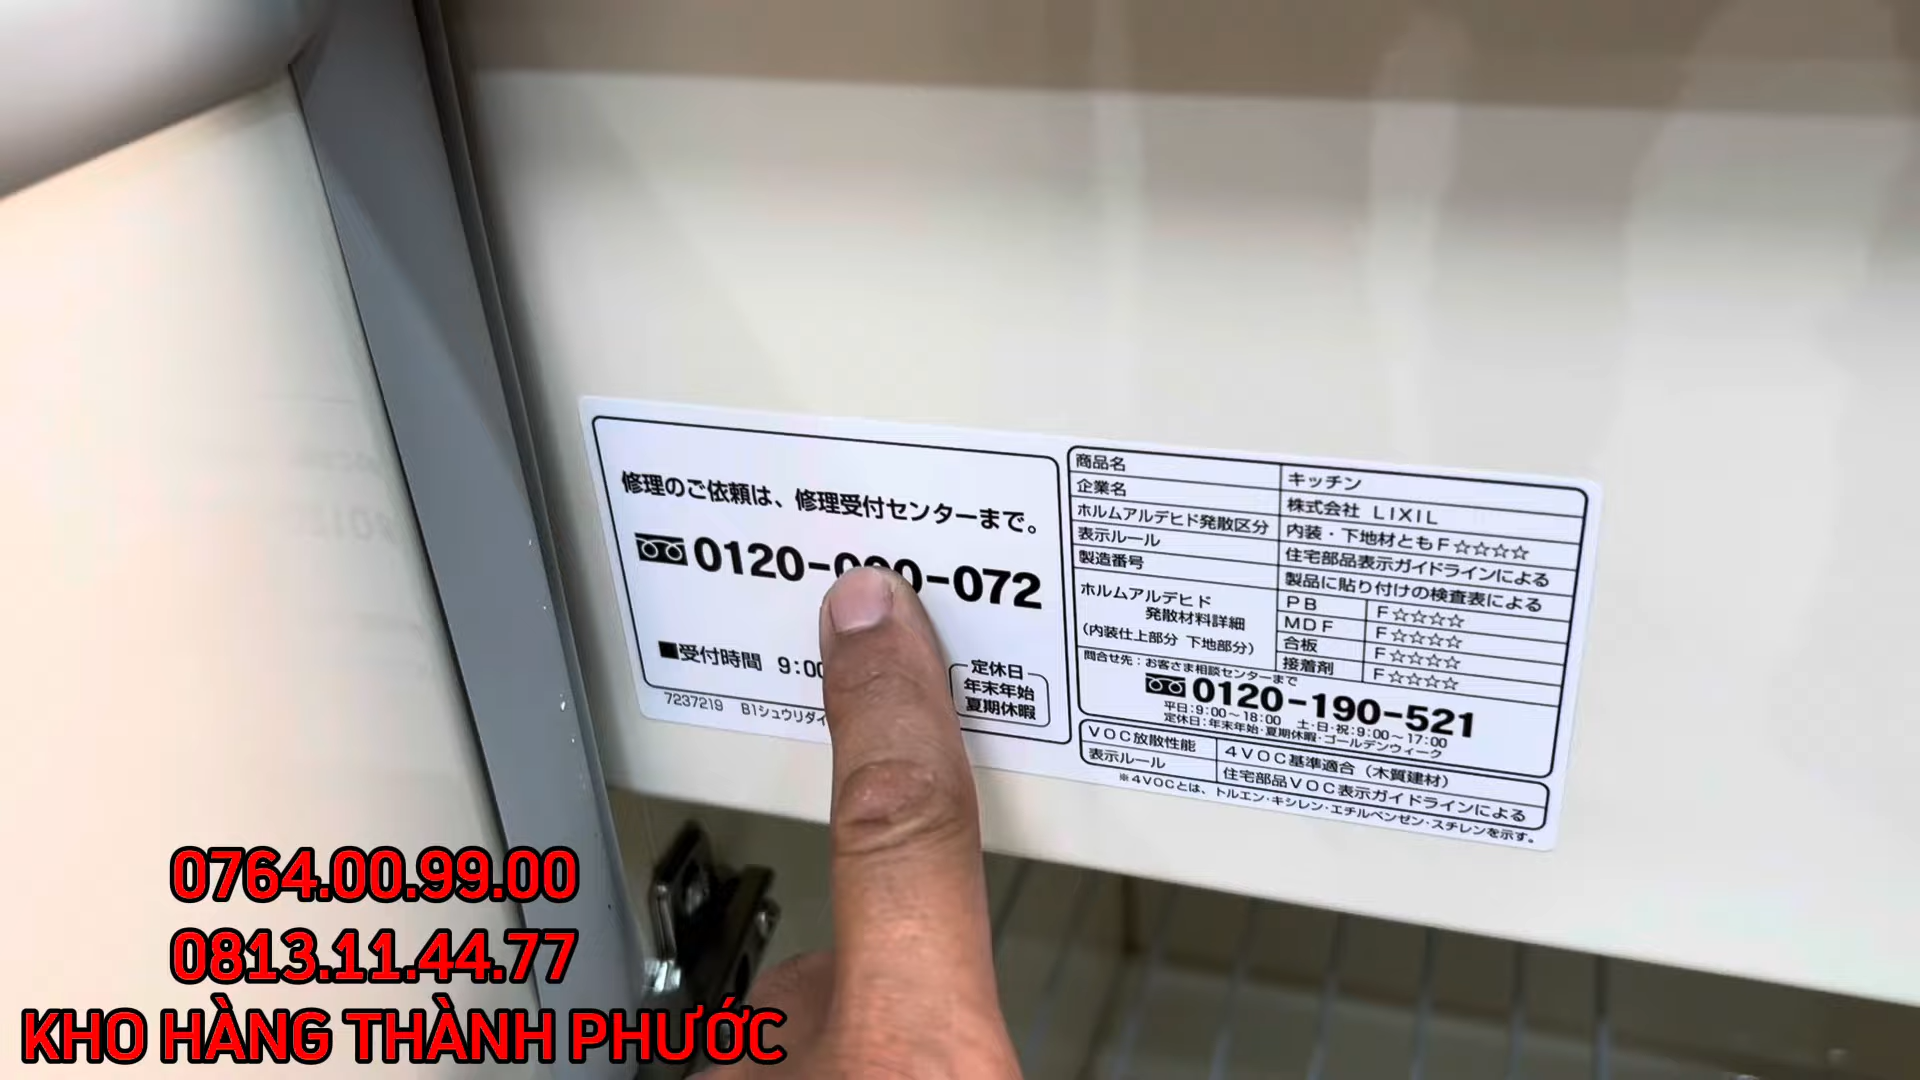 修理のご依頼は、修理受付センターまで。
0120-000-072
■受付時間 9:00
定休日
年末年始
夏期休暇
7237219 B1シュウリダイ
商品名 キッチン
企業名 株式会社 LIXIL
ホルムアルデヒド発散区分 内装・下地材ともF☆☆☆☆
表示ルール 住宅部品表示ガイドラインによる
製造番号 製品に貼り付けの検査表による
ホルムアルデヒド
発散材料詳細
(内装仕上部分 下地部分)
PB F☆☆☆☆
MDF F☆☆☆☆
合板 F☆☆☆☆
接着剤 F☆☆☆☆
問合せ先:お客さま相談センターまで
0120-190-521
平日:9:00～18:00 土・日・祝:9:00～17:00
定休日:年末年始・夏期休暇・ゴールデンウィーク
VOC放散性能 4VOC基準適合(木質建材)
表示ルール 住宅部品VOC表示ガイドラインによる
※4VOCとは、トルエン・キシレン・エチルベンゼン・スチレンを示す。
0764.00.99.00
0813.11.44.77
KHO HÀNG THÀNH PHƯỚC